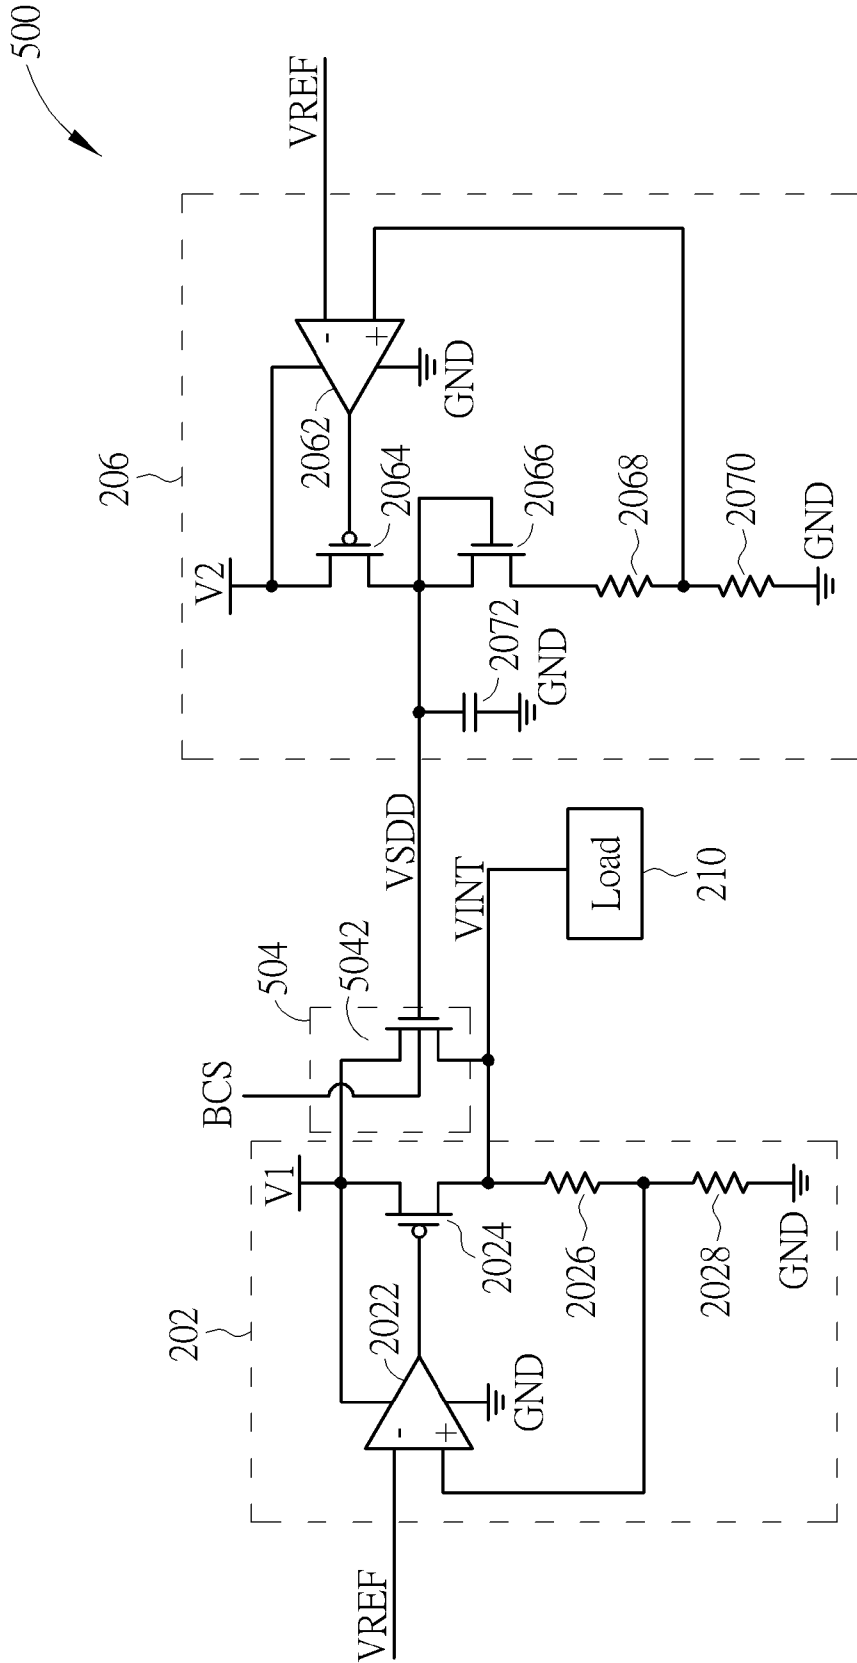 500
206
VREF
V2
2062
GND
2064
2066
2068
2070
GND
2072
GND
VSDD
504
5042
BCS
VINT
Load
210
202
V1
2022
2024
2026
2028
GND
GND
VREF
-
+
-
+